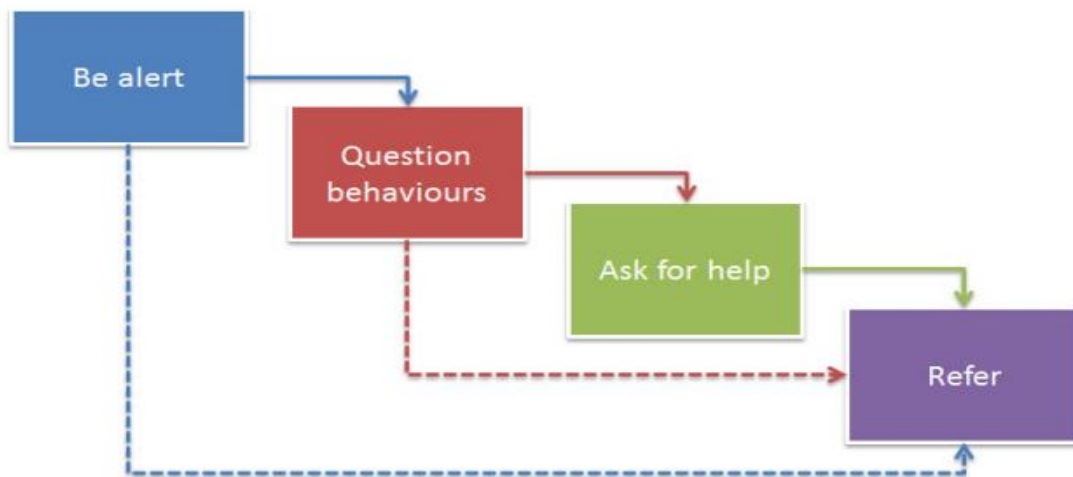 Be alert
Question
behaviours
Ask for help
Refer